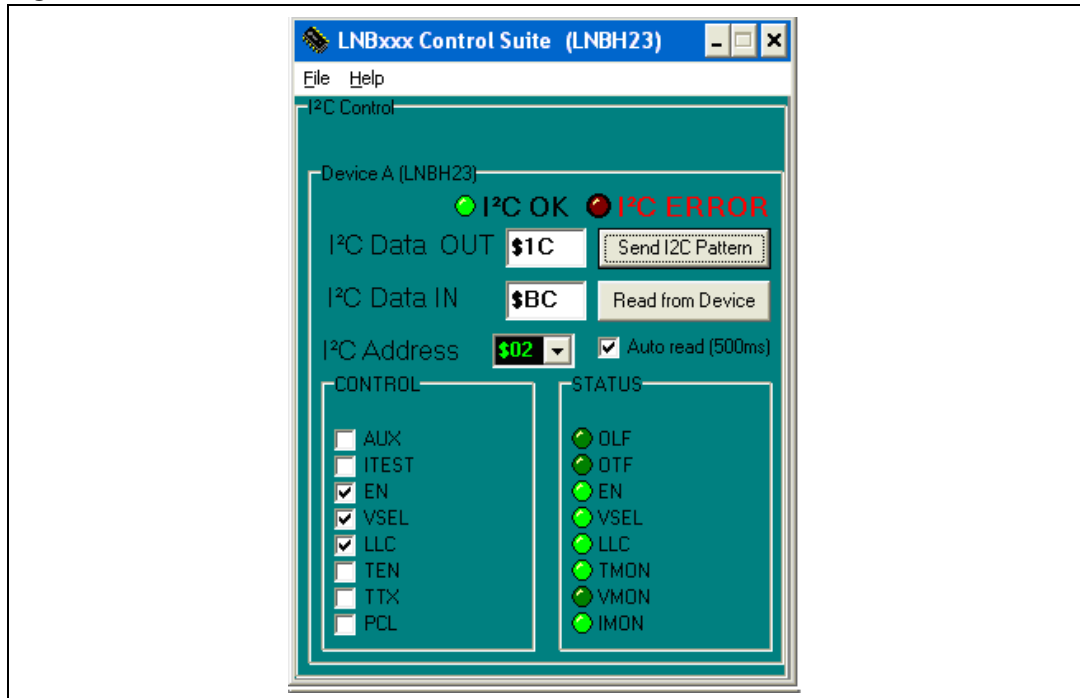 LNBxxx Control Suite (LNBH23)
File Help
I²C Control
Device A (LNBH23)
I²C OK I²C ERROR
I²C Data OUT $1C Send I2C Pattern
I²C Data IN $BC Read from Device
I²C Address $02 Auto read (500ms)
CONTROL STATUS
AUX OLF
ITEST OTF
EN EN
VSEL VSEL
LLC LLC
TEN TMON
TTX VMON
PCL IMON